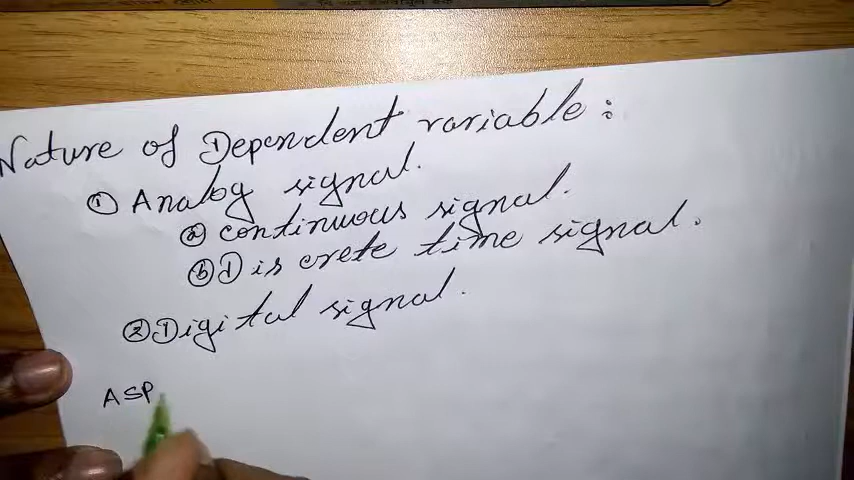 Nature of Dependent variable :
① Analog signal.
ⓐ continuous signal.
ⓑ Discrete time signal.
② Digital signal.
ASP